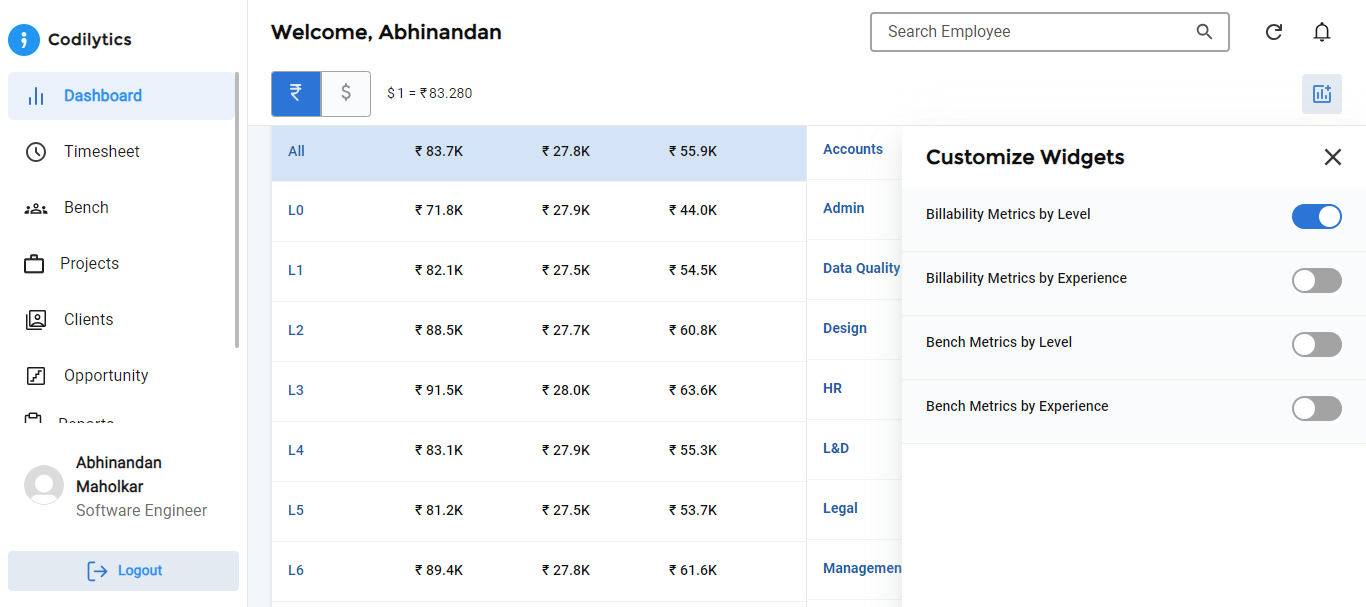 Codilytics
Dashboard
Timesheet
Bench
Projects
Clients
Opportunity
Reports
Abhinandan
Maholkar
Software Engineer
Logout
Welcome, Abhinandan
Search Employee
₹ $ $ 1 = ₹ 83.280
All ₹ 83.7K ₹ 27.8K ₹ 55.9K
L0 ₹ 71.8K ₹ 27.9K ₹ 44.0K
L1 ₹ 82.1K ₹ 27.5K ₹ 54.5K
L2 ₹ 88.5K ₹ 27.7K ₹ 60.8K
L3 ₹ 91.5K ₹ 28.0K ₹ 63.6K
L4 ₹ 83.1K ₹ 27.9K ₹ 55.3K
L5 ₹ 81.2K ₹ 27.5K ₹ 53.7K
L6 ₹ 89.4K ₹ 27.8K ₹ 61.6K
Accounts
Admin
Data Quality
Design
HR
L&D
Legal
Managemen
Customize Widgets
Billability Metrics by Level
Billability Metrics by Experience
Bench Metrics by Level
Bench Metrics by Experience